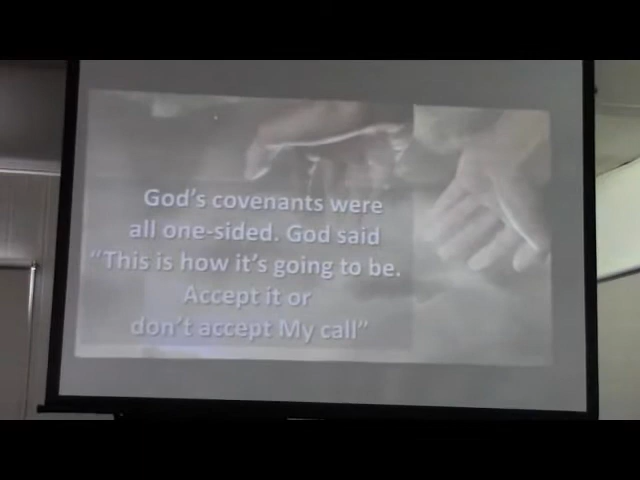 God's covenants were
all one-sided. God said
"This is how it's going to be.
Accept it or
don't accept My call"